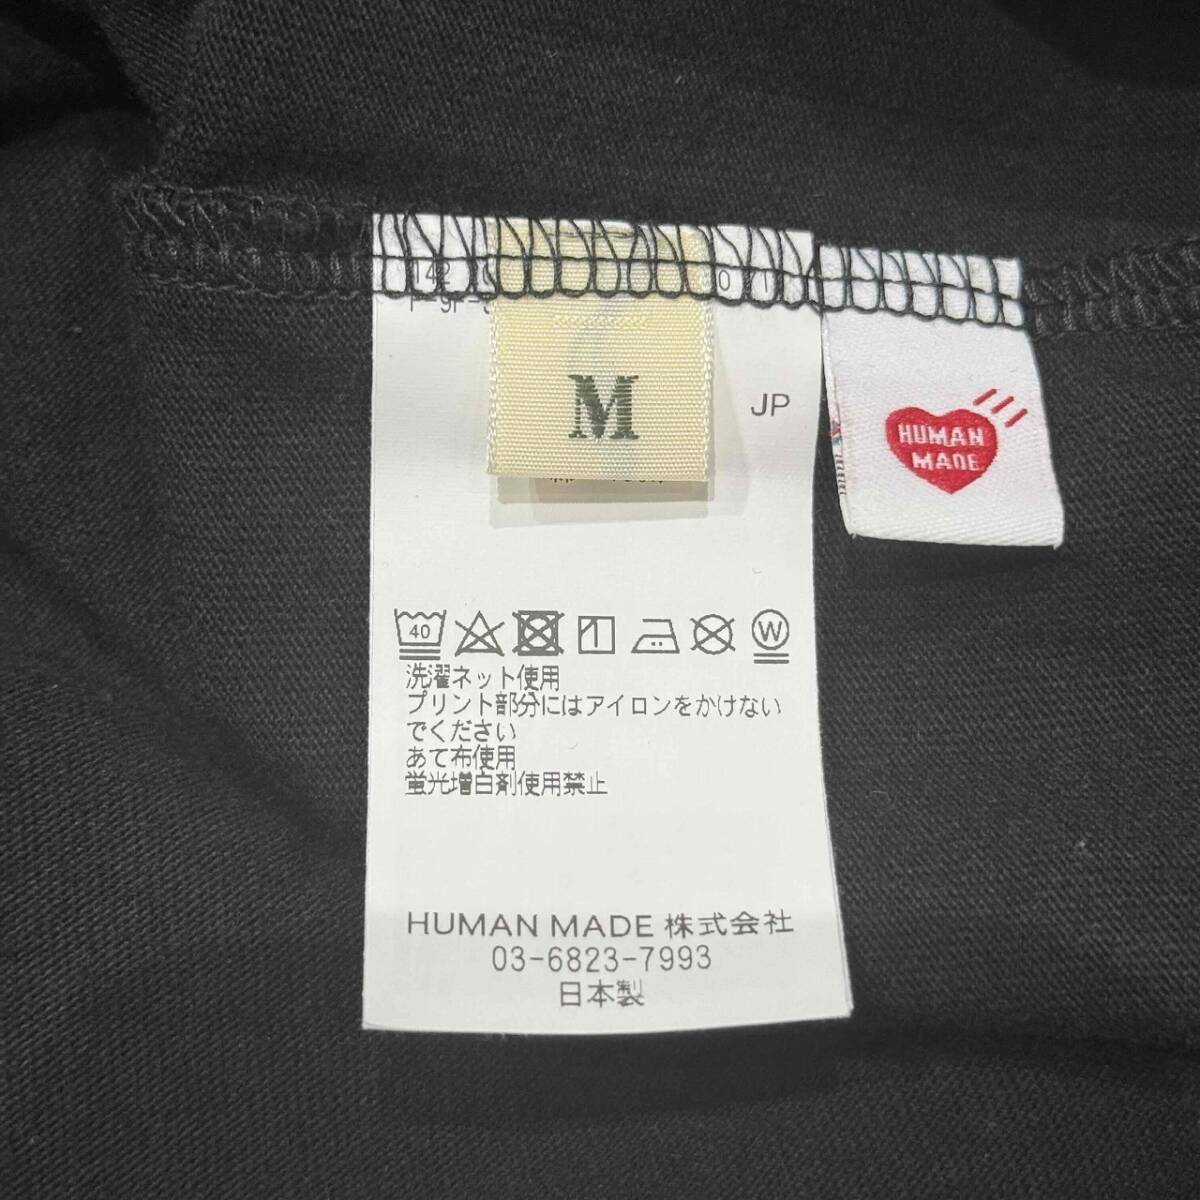 M
JP
HUMAN
MADE
40
W
洗濯ネット使用
プリント部分にはアイロンをかけない
でください
あて布使用
蛍光増白剤使用禁止
HUMAN MADE 株式会社
03-6823-7993
日本製